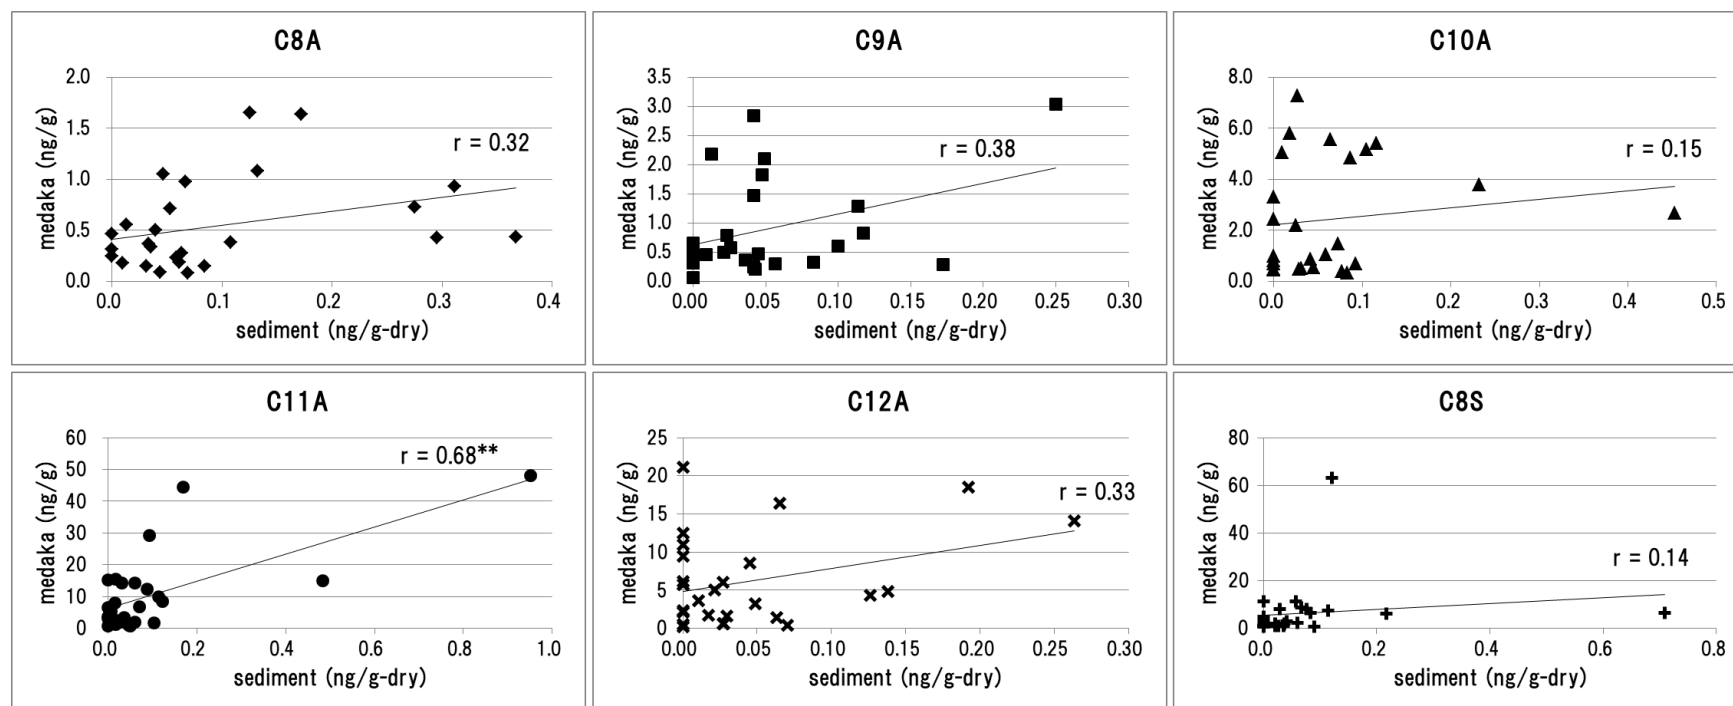 C8A
2.0
1.5
1.0
0.5
0.0
medaka (ng/g)
r = 0.32
0.0 0.1 0.2 0.3 0.4
sediment (ng/g-dry)
C9A
3.5
3.0
2.5
2.0
1.5
1.0
0.5
0.0
medaka (ng/g)
r = 0.38
0.00 0.05 0.10 0.15 0.20 0.25 0.30
sediment (ng/g-dry)
C10A
8.0
6.0
4.0
2.0
0.0
medaka (ng/g)
r = 0.15
0.0 0.1 0.2 0.3 0.4 0.5
sediment (ng/g-dry)
C11A
60
50
40
30
20
10
0
medaka (ng/g)
r = 0.68**
0.0 0.2 0.4 0.6 0.8 1.0
sediment (ng/g-dry)
C12A
25
20
15
10
5
0
medaka (ng/g)
r = 0.33
0.00 0.05 0.10 0.15 0.20 0.25 0.30
sediment (ng/g-dry)
C8S
80
60
40
20
0
medaka (ng/g)
r = 0.14
0.0 0.2 0.4 0.6 0.8
sediment (ng/g-dry)